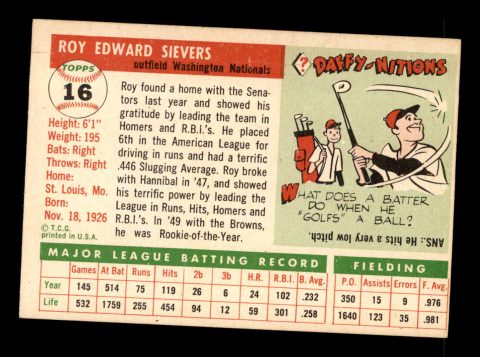 ROY EDWARD SIEVERS
outfield Washington Nationals
TOPPS
16
Height: 6'1"
Weight: 195
Bats: Right
Throws: Right
Home:
St. Louis, Mo.
Born:
Nov. 18, 1926
© T.C.G.
printed in U.S.A.
Roy found a home with the Sena-
tors last year and showed his
gratitude by leading the team in
Homers and R.B.I.'s. He placed
6th in the American League for
driving in runs and had a terrific
.446 Slugging Average. Roy broke
with Hannibal in '47, and showed
his terrific power by leading the
League in Runs, Hits, Homers and
R.B.I.'s. In '49 with the Browns,
he was Rookie-of-the-Year.
? DAFFY-NITIONS
WHAT DOES A BATTER
DO WHEN HE
"GOLFS" A BALL?
ANS.: He hits a very low pitch.
MAJOR LEAGUE BATTING RECORD
Games At Bat Runs Hits 2b 3b H.R. R.B.I. B. Avg.
Year 145 514 75 119 26 6 24 102 .232
Life 532 1759 255 454 94 12 59 301 .258
FIELDING
P.O. Assists Errors F. Avg.
350 15 9 .976
1640 123 35 .981